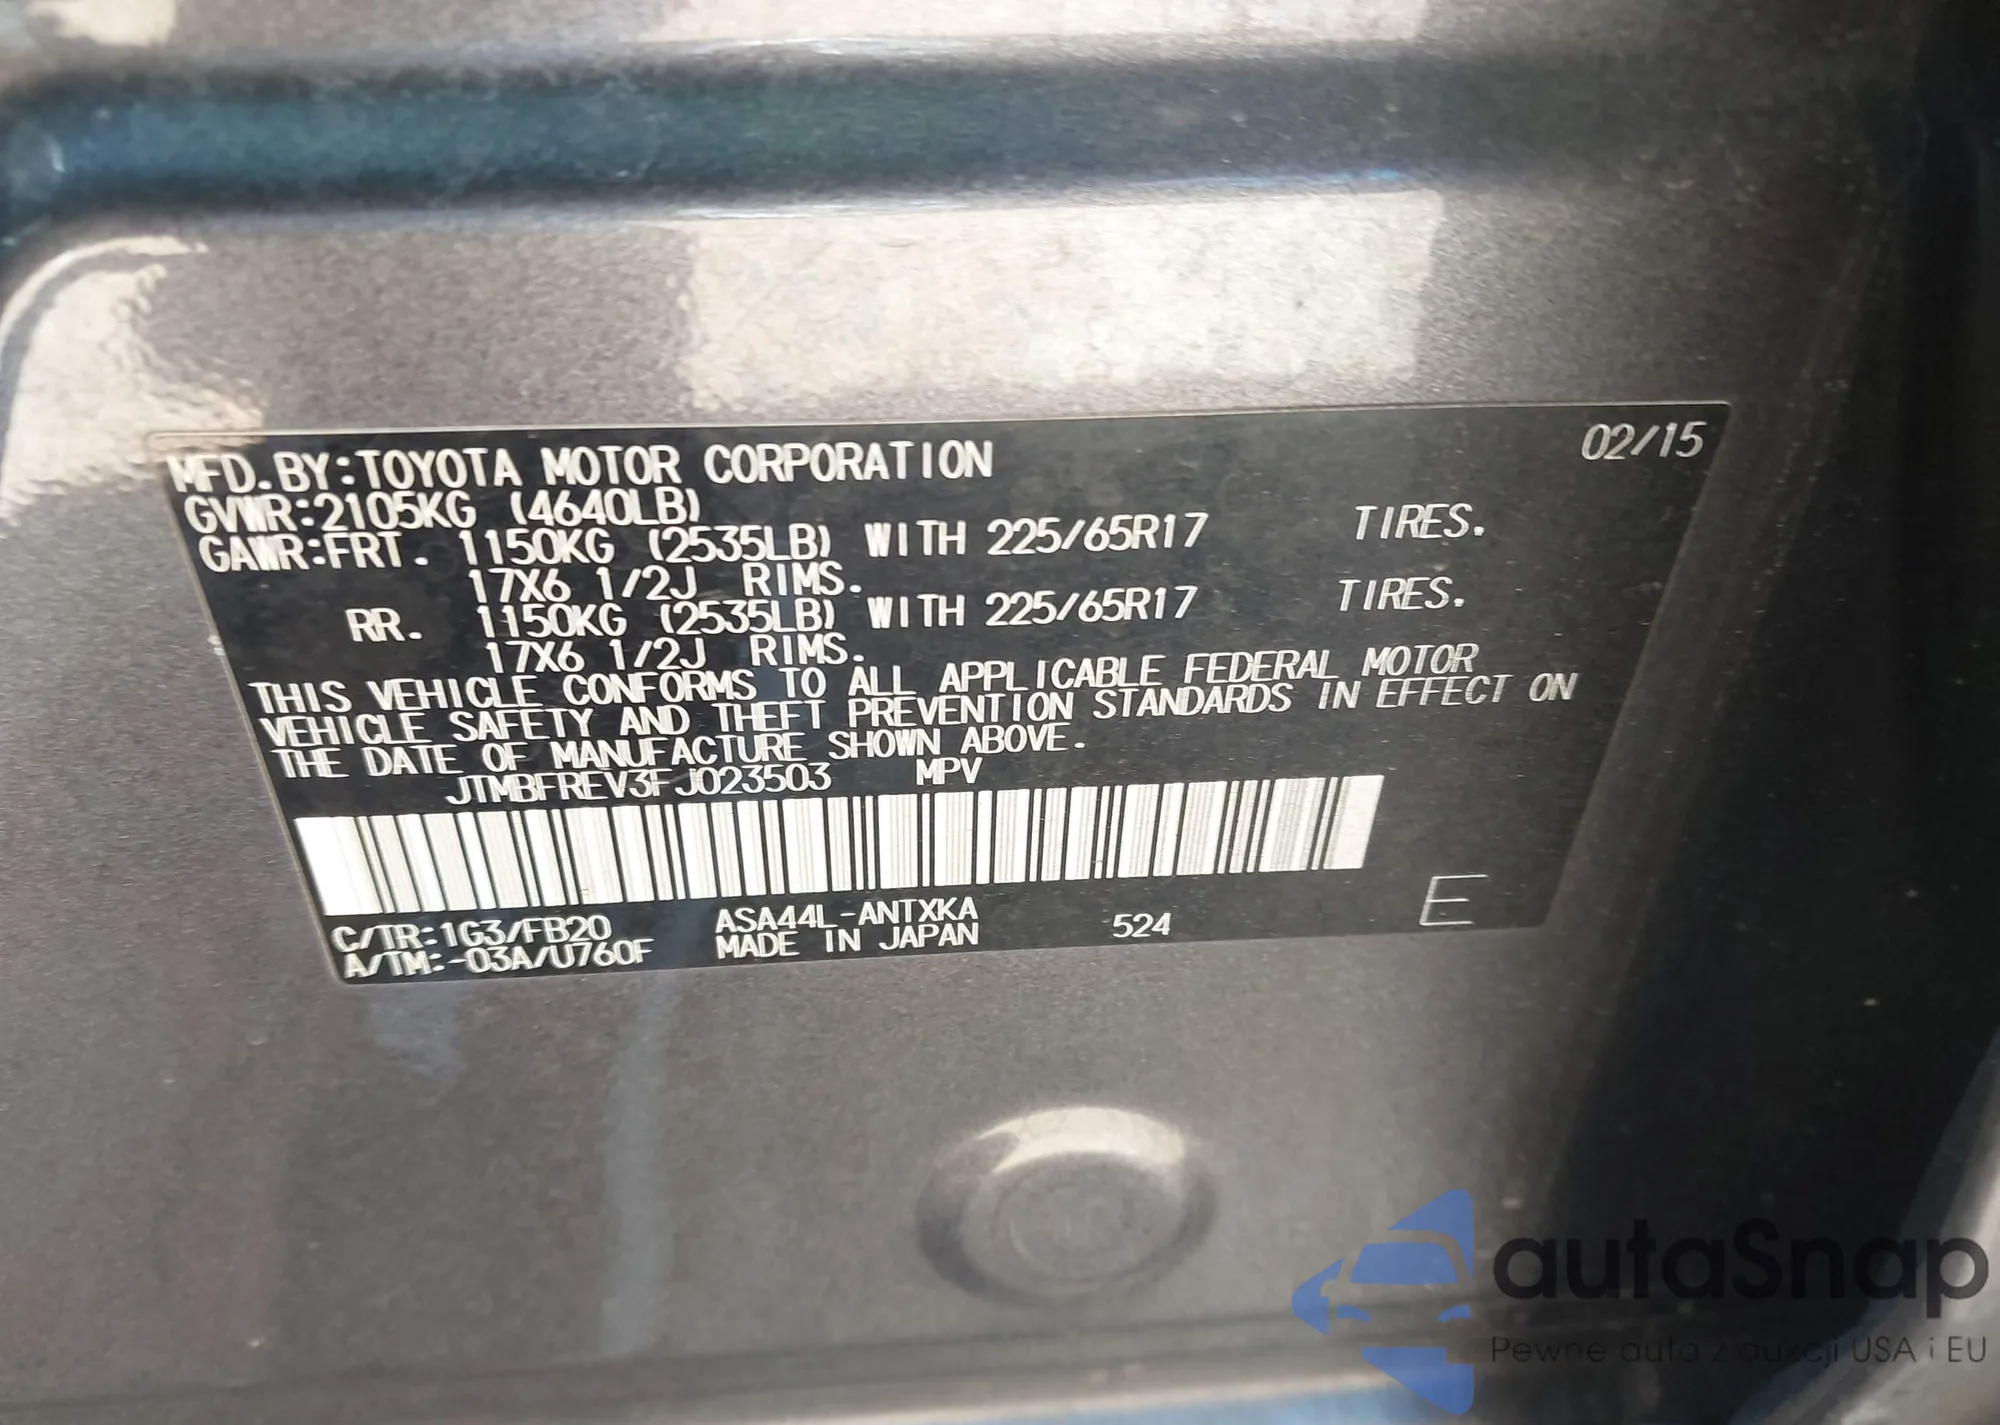 MFD.BY:TOYOTA MOTOR CORPORATION 02/15
GVWR:2105KG (4640LB)
GAWR:FRT. 1150KG (2535LB) WITH 225/65R17 TIRES.
17X6 1/2J RIMS.
RR. 1150KG (2535LB) WITH 225/65R17 TIRES.
17X6 1/2J RIMS.
THIS VEHICLE CONFORMS TO ALL APPLICABLE FEDERAL MOTOR
VEHICLE SAFETY AND THEFT PREVENTION STANDARDS IN EFFECT ON
THE DATE OF MANUFACTURE SHOWN ABOVE.
JTMBFREV3FJ023503 MPV
C/TR:1G3/FB20 ASA44L-ANTXKA 524 E
A/TM:-03A/U760F MADE IN JAPAN
autaSnap
Pewne auta z aukcji USA i EU